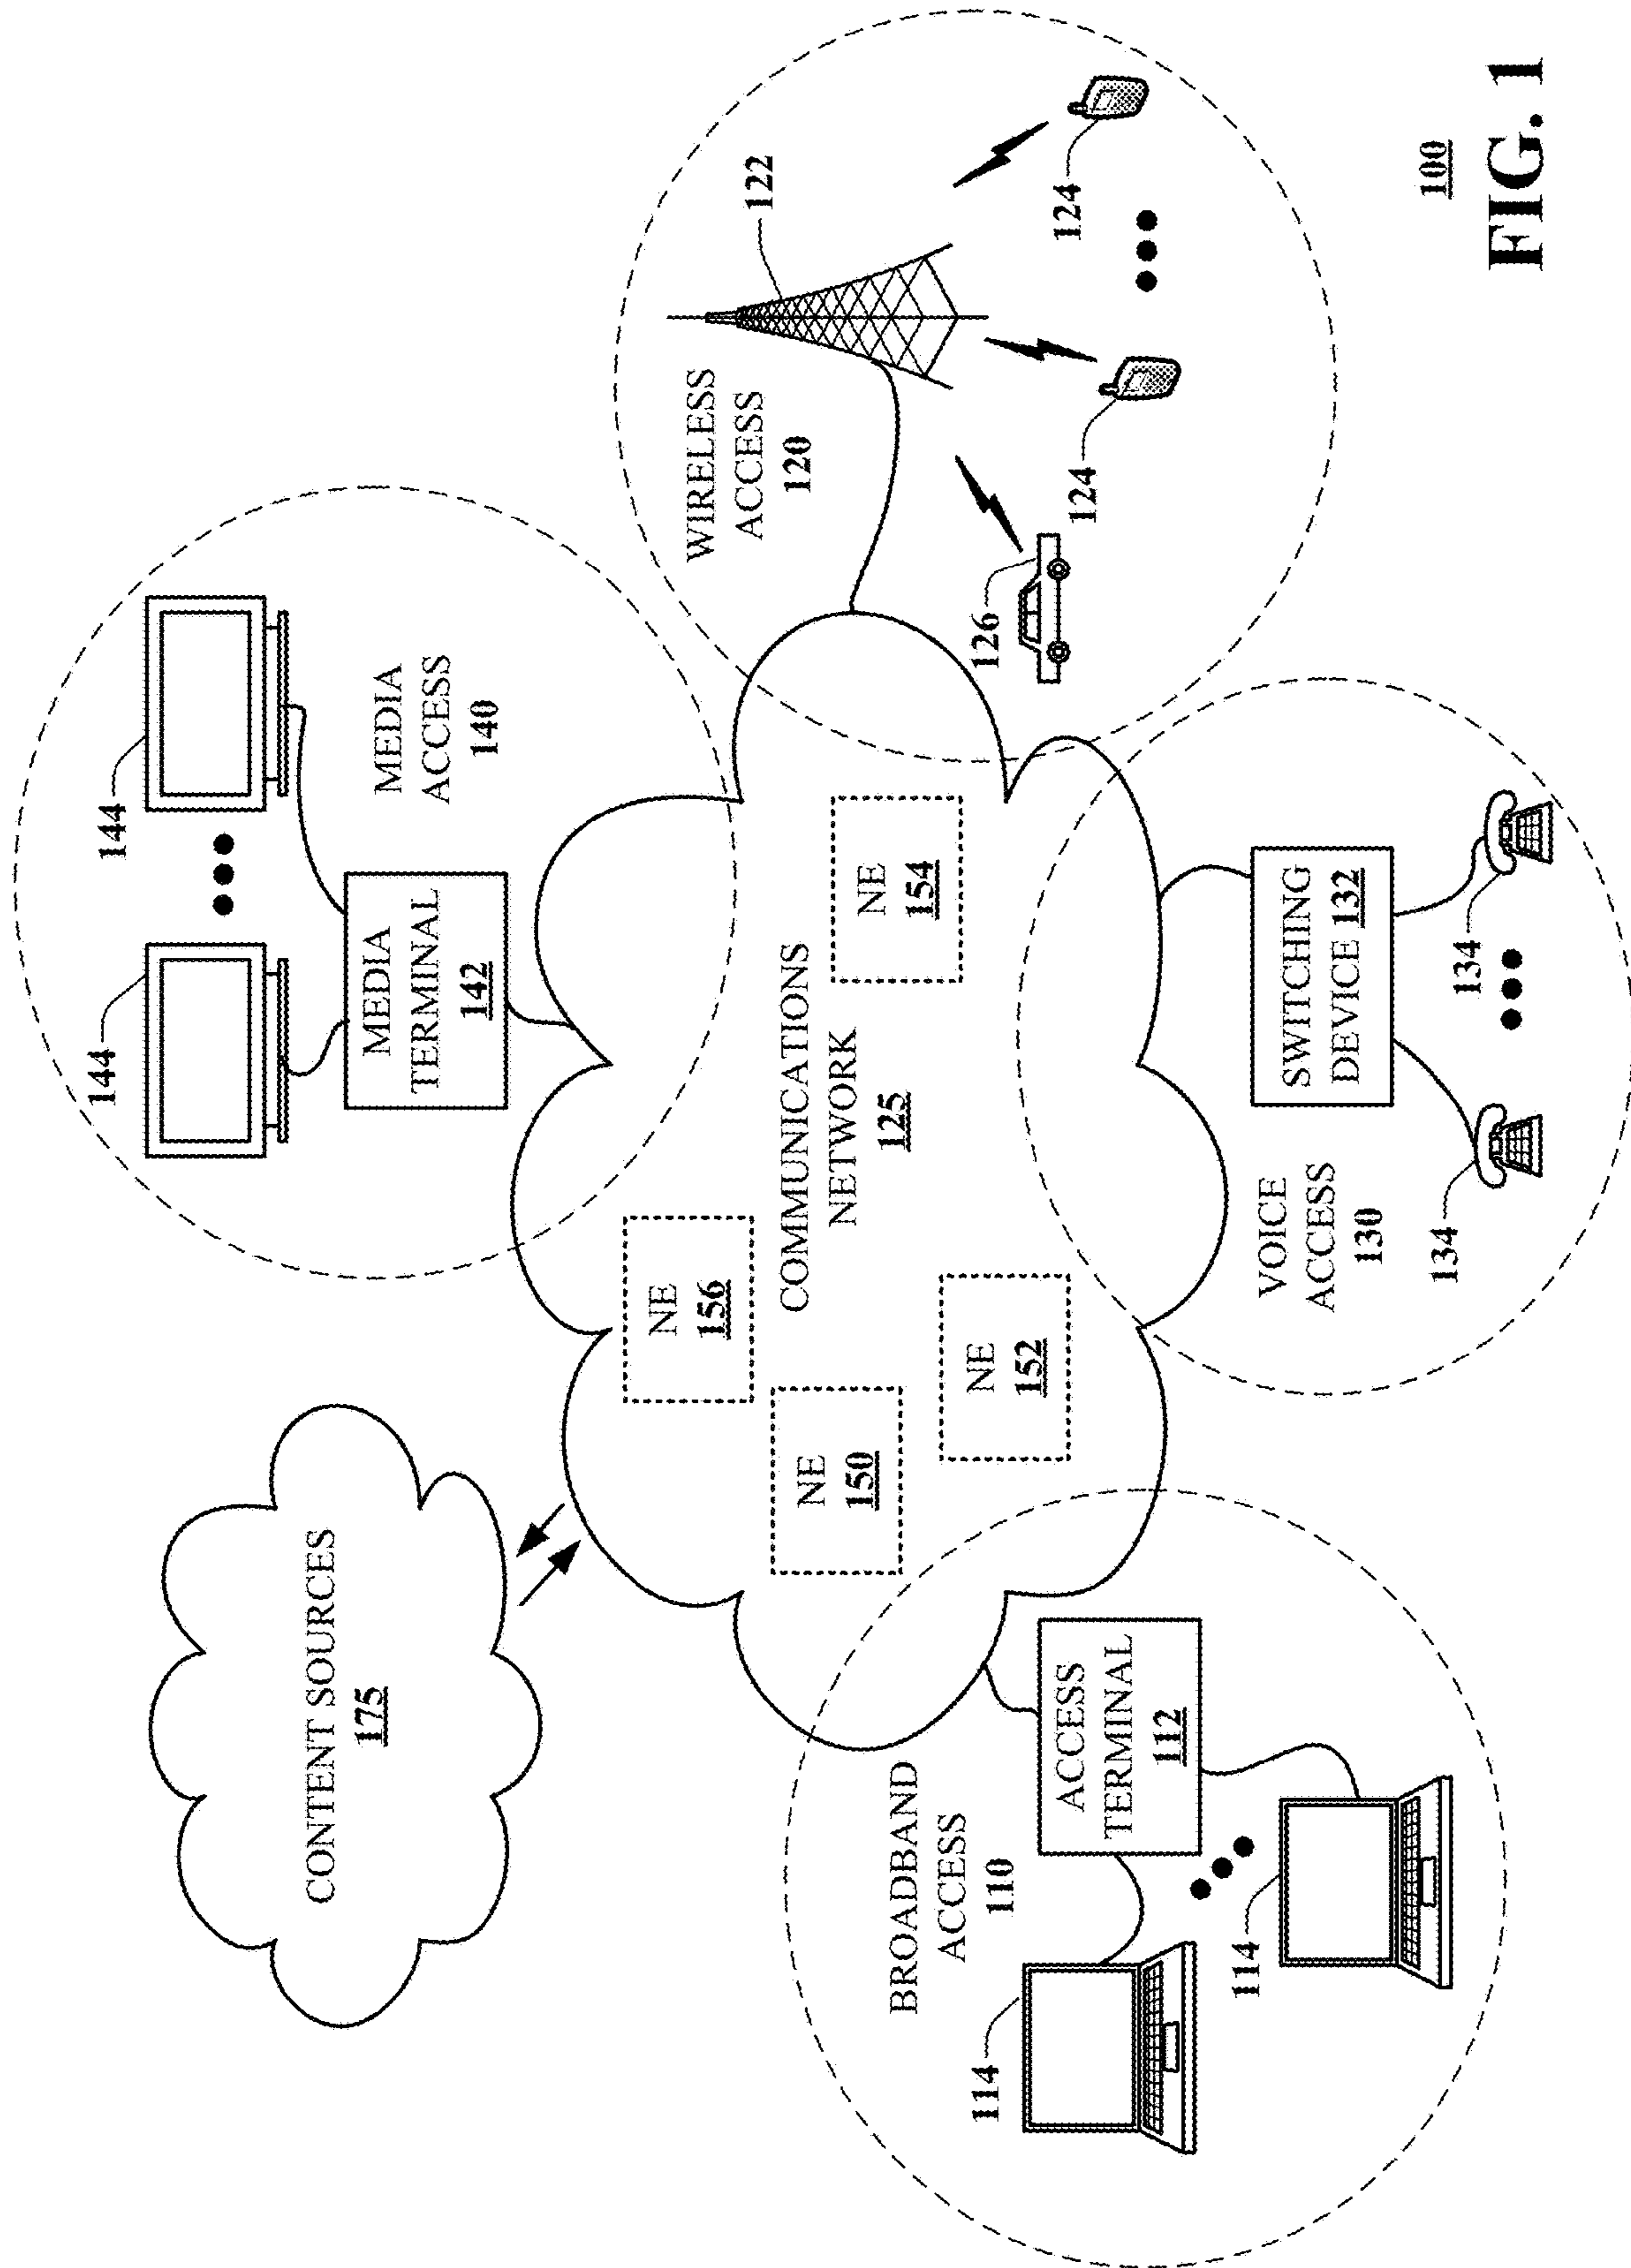 CONTENT SOURCES
175
144
144
MEDIA
TERMINAL
142
MEDIA
ACCESS
140
WIRELESS
ACCESS
120
122
124
124
126
NE
156
NE
150
NE
152
NE
154
COMMUNICATIONS
NETWORK
125
BROADBAND
ACCESS
110
ACCESS
TERMINAL
112
114
114
VOICE
ACCESS
130
SWITCHING
DEVICE 132
134
134
100
FIG. 1